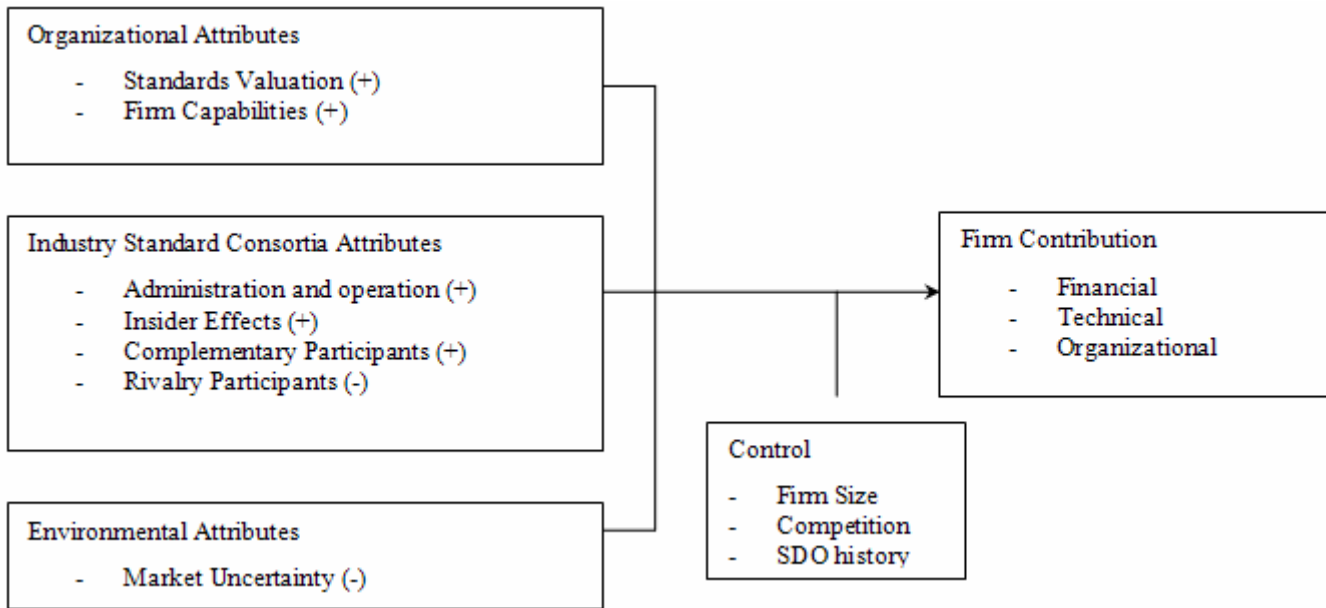 Organizational Attributes
- Standards Valuation (+)
- Firm Capabilities (+)
Industry Standard Consortia Attributes
- Administration and operation (+)
- Insider Effects (+)
- Complementary Participants (+)
- Rivalry Participants (-)
Environmental Attributes
- Market Uncertainty (-)
Control
- Firm Size
- Competition
- SDO history
Firm Contribution
- Financial
- Technical
- Organizational